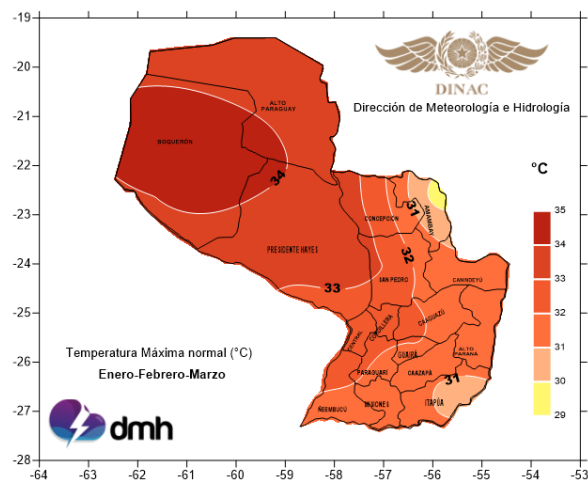 -19
-20
-21
-22
-23
-24
-25
-26
-27
-28
-64
-63
-62
-61
-60
-59
-58
-57
-56
-55
-54
-53
DINAC
Dirección de Meteorología e Hidrología
ALTO
PARAGUAY
BOQUERÓN
34
PRESIDENTE HAYES
33
CONCEPCION
31
AMAMBAY
32
SAN PEDRO
CANINDEYÚ
CORDILLERA
CENTRAL
CAAGUAZÚ
GUAIRÁ
ALTO
PARANÁ
PARAGUARI
CAAZAPÁ
31
ÑEEMBUCÚ
MISIONES
ITAPÚA
°C
35
34
33
32
31
30
29
Temperatura Máxima normal (°C)
Enero-Febrero-Marzo
dmh